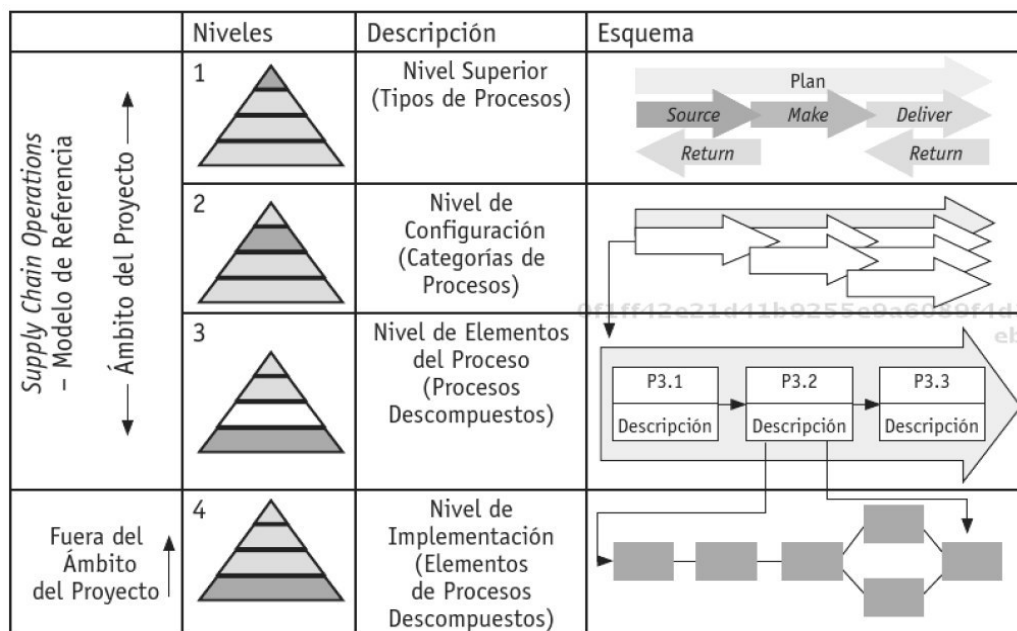 Niveles
Descripción
Esquema
Supply Chain Operations
– Modelo de Referencia
Ámbito del Proyecto
1
Nivel Superior
(Tipos de Procesos)
Plan
Source
Make
Deliver
Return
Return
2
Nivel de
Configuración
(Categorías de
Procesos)
3
Nivel de Elementos
del Proceso
(Procesos
Descompuestos)
P3.1
P3.2
P3.3
Descripción
Descripción
Descripción
Fuera del
Ámbito
del Proyecto
4
Nivel de
Implementación
(Elementos
de Procesos
Descompuestos)